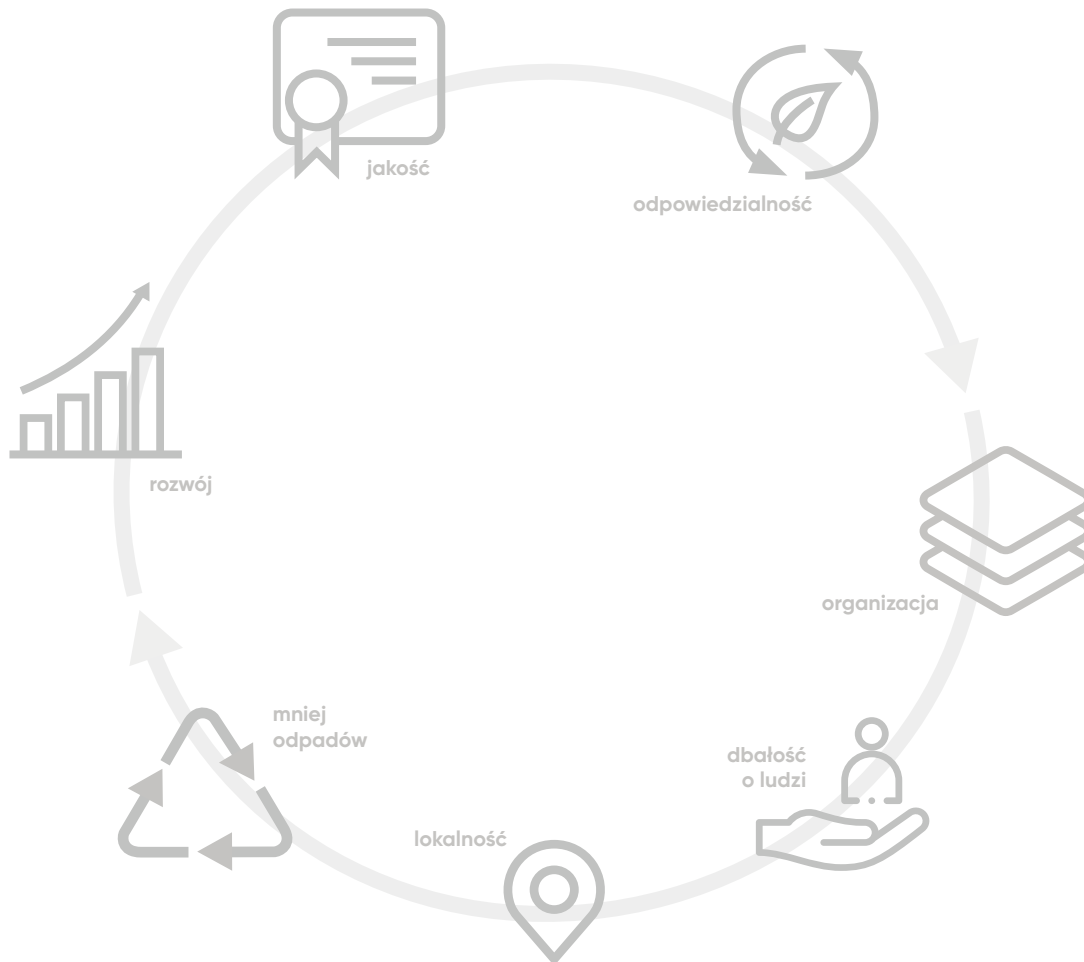 jakość
odpowiedzialność
rozwój
organizacja
mniej
odpadów
dbałość
o ludzi
lokalność